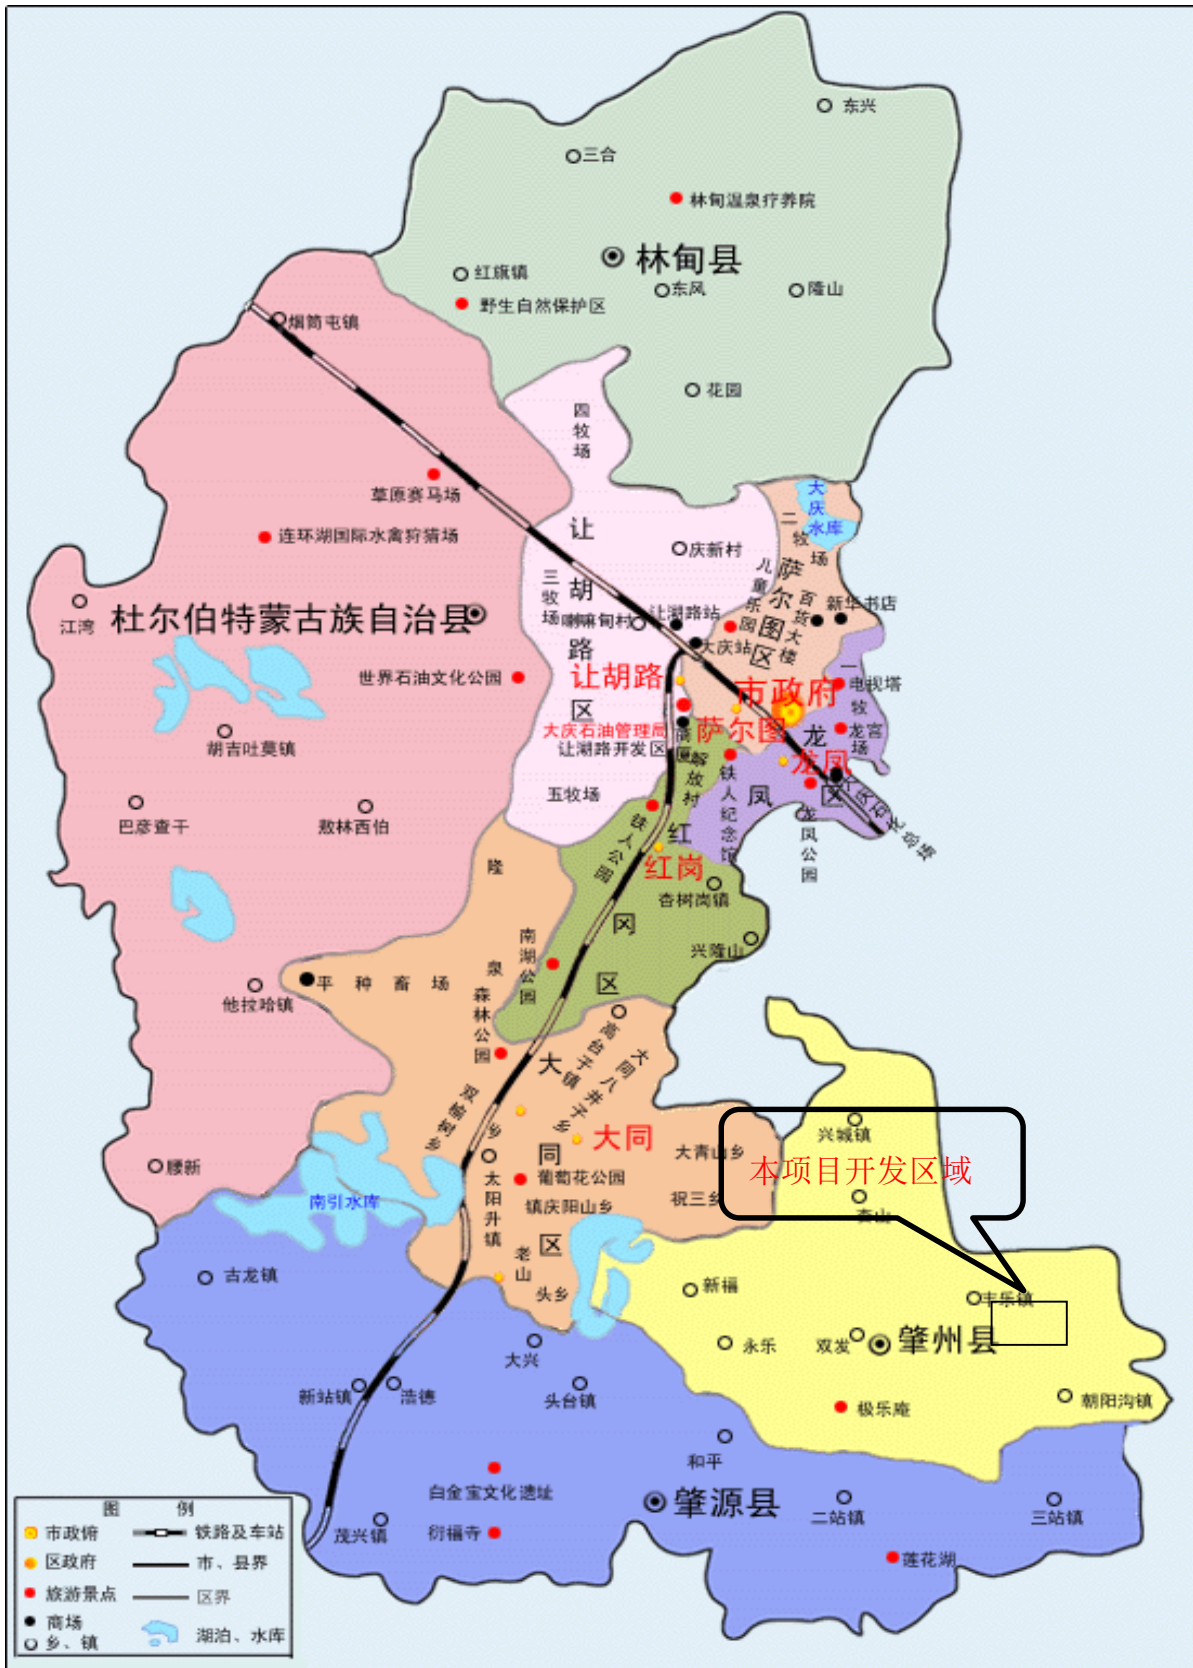 东兴
三合
林甸温泉疗养院
林甸县
红旗镇
东风
隆山
野生自然保护区
烟筒屯镇
花园
四牧场
草原赛马场
大庆水库
连环湖国际水禽狩猎场
让胡路区
庆新村
二牧场
萨尔图区
儿童乐园
百货大楼
新华书店
三牧场
喇嘛甸村
让湖路站
江湾
杜尔伯特蒙古族自治县
大庆站
世界石油文化公园
让胡路
市政府
一牧场
电视塔
大庆石油管理局
萨尔图
龙宫
胡吉吐莫镇
让湖路开发区
商厦
解放村
龙凤区
龙凤
五牧场
铁人纪念馆
龙凤公园
巴彦查干
敖林西伯
铁人公园
红岗
红冈区
杏树岗镇
兴隆山
隆
泉
南湖公园
平种畜场
他拉哈镇
森林公园
高台子镇
大同八井子乡
双榆树乡
大同区
大同
兴城镇
大青山乡
本项目开发区域
腰新
太阳升镇
葡萄花公园
祝三乡
南引水库
镇庆阳山乡
古龙镇
老山头乡
新福
丰乐镇
永乐
双发
肇州县
大兴
新站镇
浩德
头台镇
朝阳沟镇
极乐庵
和平
白金宝文化遗址
肇源县
二站镇
三站镇
茂兴镇
衍福寺
莲花湖
图 例
市政俯
铁路及车站
区政府
市、县界
旅游景点
区界
商场
乡、镇
湖泊、水库